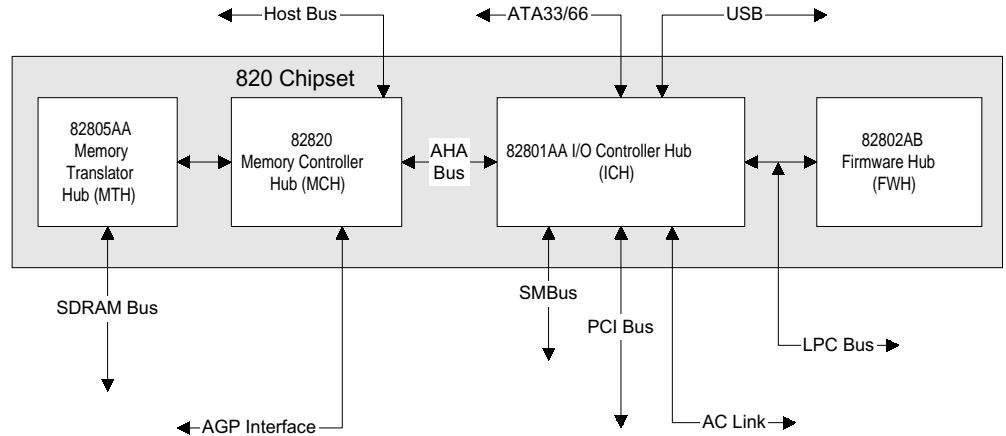 Host Bus
ATA33/66
USB
820 Chipset
82805AA
Memory
Translator
Hub (MTH)
82820
Memory Controller
Hub (MCH)
AHA
Bus
82801AA I/O Controller Hub
(ICH)
82802AB
Firmware Hub
(FWH)
SDRAM Bus
SMBus
PCI Bus
LPC Bus
AGP Interface
AC Link